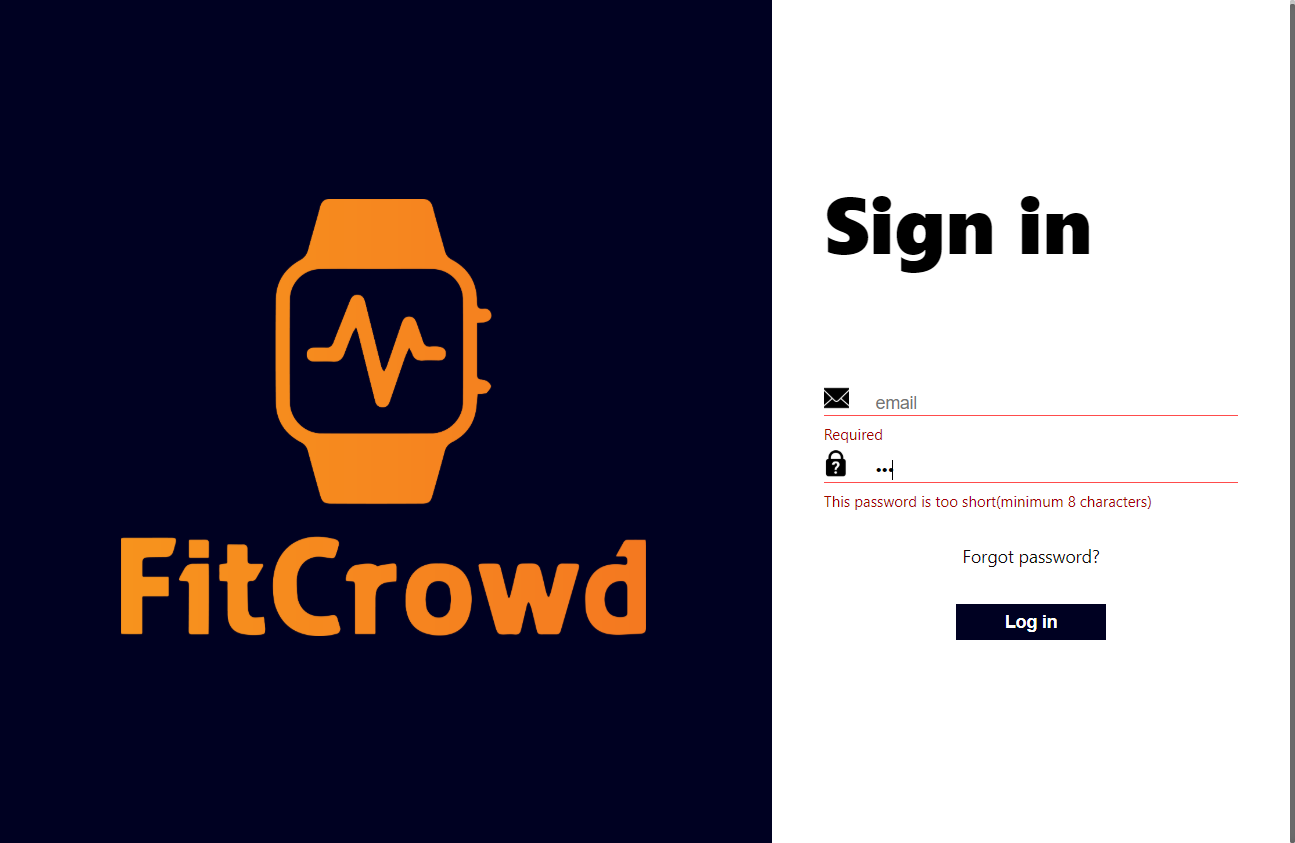 FitCrowd
Sign in
email
Required
•••
This password is too short(minimum 8 characters)
Forgot password?
Log in